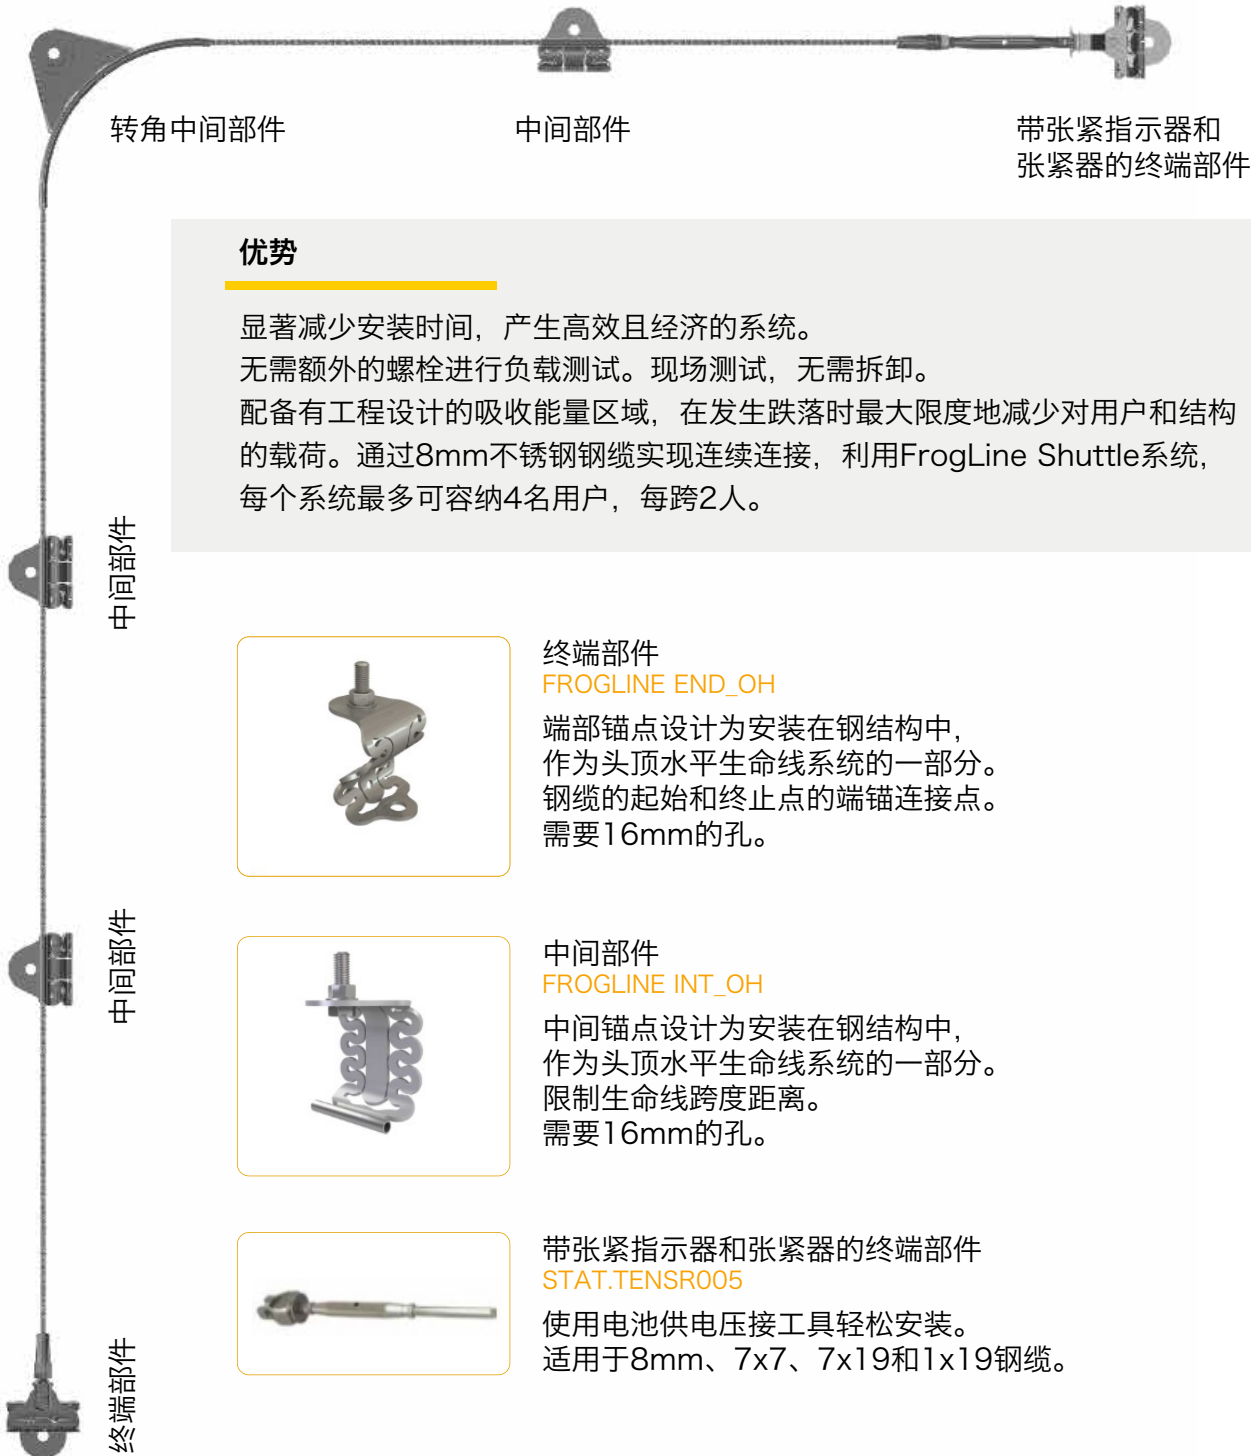 转角中间部件
中间部件
带张紧指示器和
张紧器的终端部件
优势
显著减少安装时间，产生高效且经济的系统。
无需额外的螺栓进行负载测试。现场测试，无需拆卸。
配备有工程设计的吸收能量区域，在发生跌落时最大限度地减少对用户和结构
的载荷。通过8mm不锈钢钢缆实现连续连接，利用FrogLine Shuttle系统，
每个系统最多可容纳4名用户，每跨2人。
中间部件
终端部件
FROGLINE END_OH
端部锚点设计为安装在钢结构中，
作为头顶水平生命线系统的一部分。
钢缆的起始和终止点的端锚连接点。
需要16mm的孔。
中间部件
中间部件
FROGLINE INT_OH
中间锚点设计为安装在钢结构中，
作为头顶水平生命线系统的一部分。
限制生命线跨度距离。
需要16mm的孔。
带张紧指示器和张紧器的终端部件
STAT.TENSR005
使用电池供电压接工具轻松安装。
适用于8mm、7x7、7x19和1x19钢缆。
终端部件